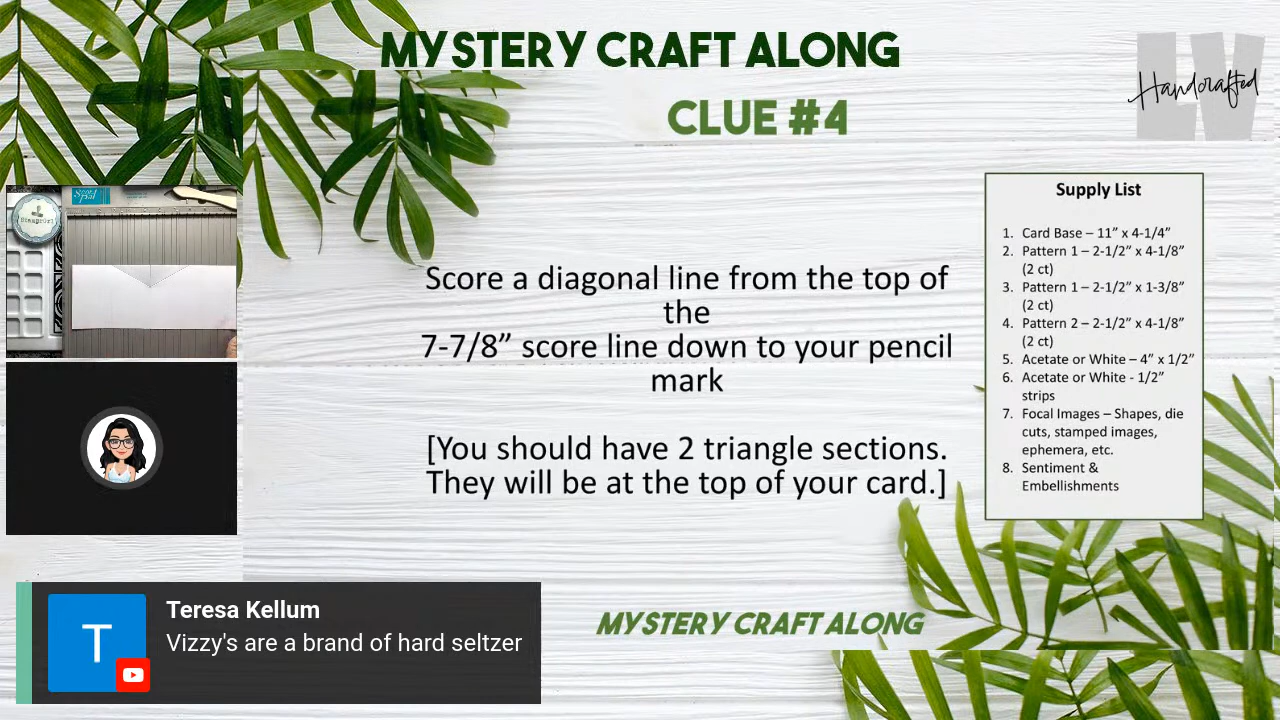 MYSTERY CRAFT ALONG
CLUE #4
Handcrafted
LV
Supply List
1. Card Base – 11” x 4-1/4”
2. Pattern 1 – 2-1/2” x 4-1/8”
(2 ct)
3. Pattern 1 – 2-1/2” x 1-3/8”
(2 ct)
4. Pattern 2 – 2-1/2” x 4-1/8”
(2 ct)
5. Acetate or White – 4” x 1/2”
6. Acetate or White - 1/2”
strips
7. Focal Images – Shapes, die
cuts, stamped images,
ephemera, etc.
8. Sentiment &
Embellishments
Score a diagonal line from the top of
the
7-7/8” score line down to your pencil
mark
[You should have 2 triangle sections.
They will be at the top of your card.]
T
Teresa Kellum
Vizzy's are a brand of hard seltzer
MYSTERY CRAFT ALONG